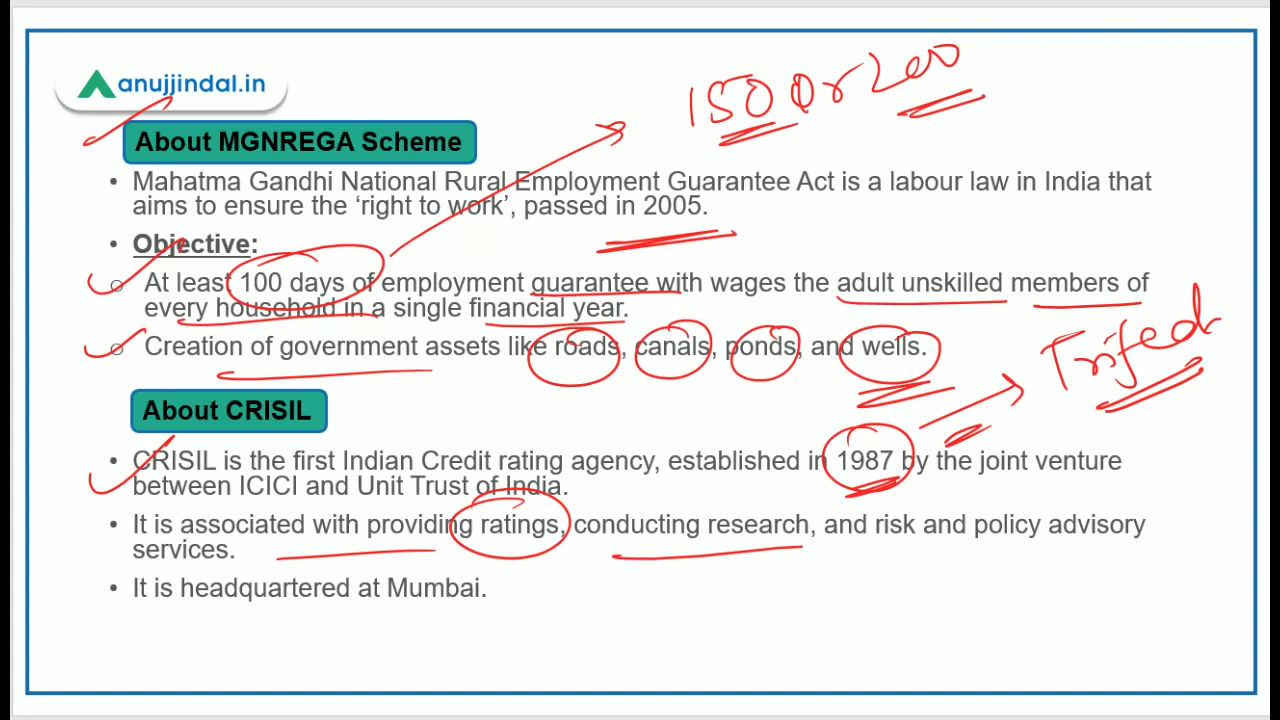 anujjindal.in
150 or 200
About MGNREGA Scheme
• Mahatma Gandhi National Rural Employment Guarantee Act is a labour law in India that
aims to ensure the ‘right to work’, passed in 2005.
• Objective:
○ At least 100 days of employment guarantee with wages the adult unskilled members of
every household in a single financial year.
○ Creation of government assets like roads, canals, ponds, and wells.
Trifed
About CRISIL
• CRISIL is the first Indian Credit rating agency, established in 1987 by the joint venture
between ICICI and Unit Trust of India.
• It is associated with providing ratings, conducting research, and risk and policy advisory
services.
• It is headquartered at Mumbai.